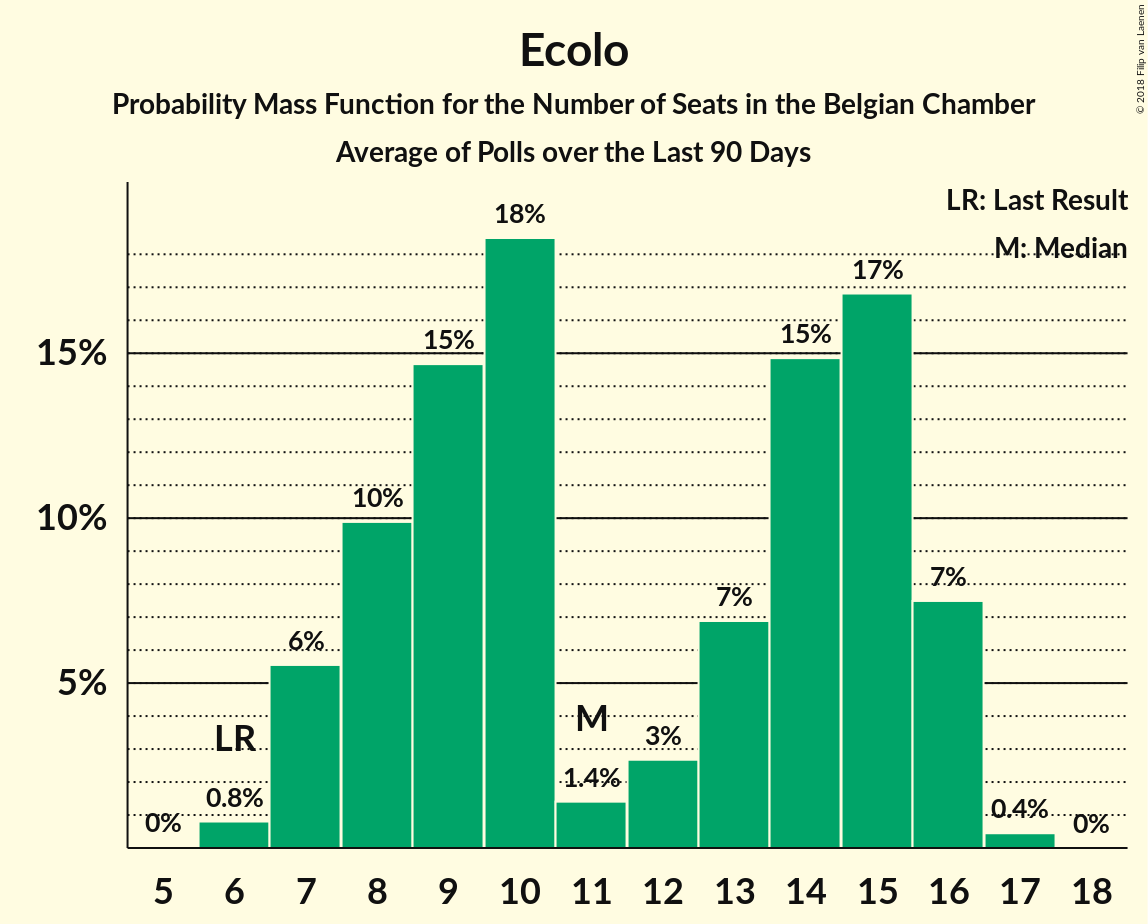 Ecolo
Probability Mass Function for the Number of Seats in the Belgian Chamber
Average of Polls over the Last 90 Days
© 2018 Filip van Laenen
LR: Last Result
M: Median
18%
17%
15%
15%
15%
10%
10%
7%
7%
6%
5%
M
LR
3%
1.4%
0.8%
0.4%
0%
0%
5 6 7 8 9 10 11 12 13 14 15 16 17 18